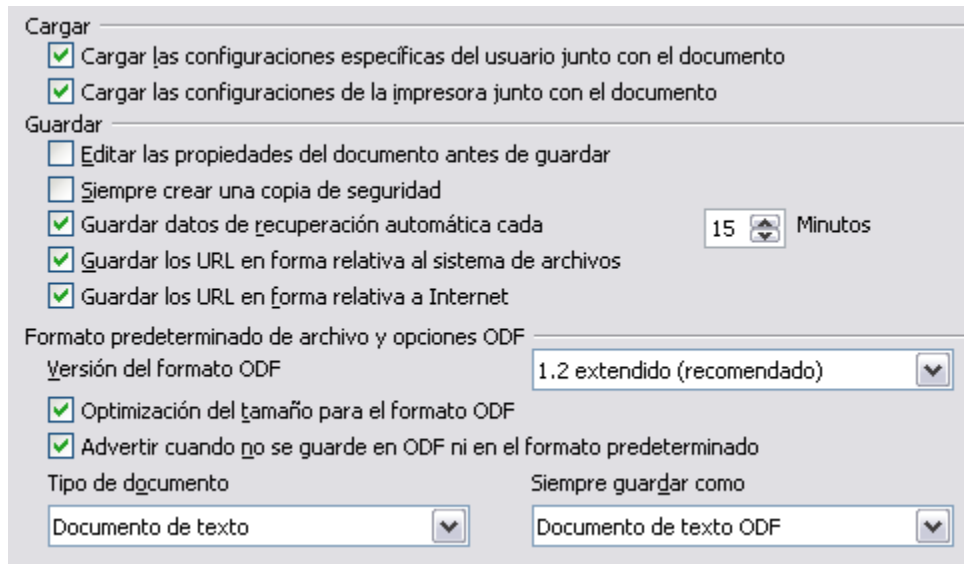 Cargar
Cargar las configuraciones específicas del usuario junto con el documento
Cargar las configuraciones de la impresora junto con el documento
Guardar
Editar las propiedades del documento antes de guardar
Siempre crear una copia de seguridad
Guardar datos de recuperación automática cada 15 Minutos
Guardar los URL en forma relativa al sistema de archivos
Guardar los URL en forma relativa a Internet
Formato predeterminado de archivo y opciones ODF
Versión del formato ODF 1.2 extendido (recomendado)
Optimización del tamaño para el formato ODF
Advertir cuando no se guarde en ODF ni en el formato predeterminado
Tipo de documento Siempre guardar como
Documento de texto Documento de texto ODF